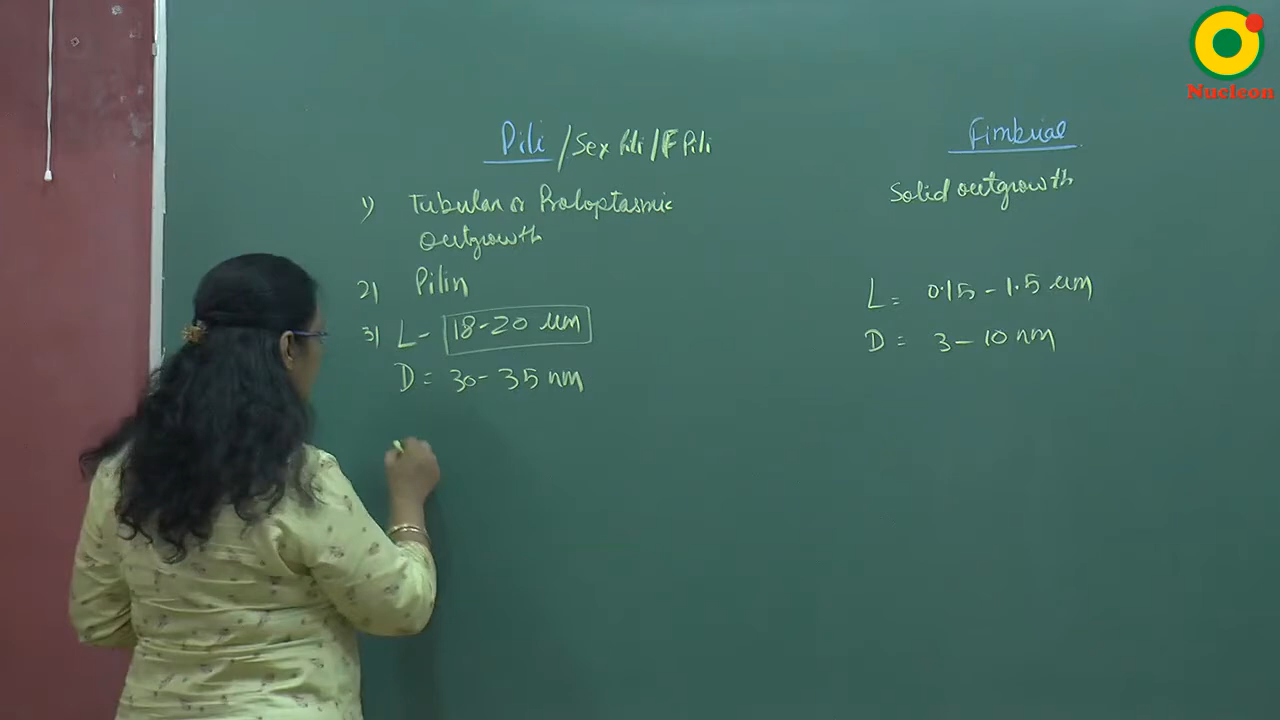 Nucleon
Pili /Sex Pili/F Pili
1) Tubular or Protoplasmic
outgrowth
2) Pilin
3) L- 18-20 um
D = 30- 35 nm
Fimbriae
Solid outgrowth
L = 0.15 - 1.5 um
D = 3 - 10 nm